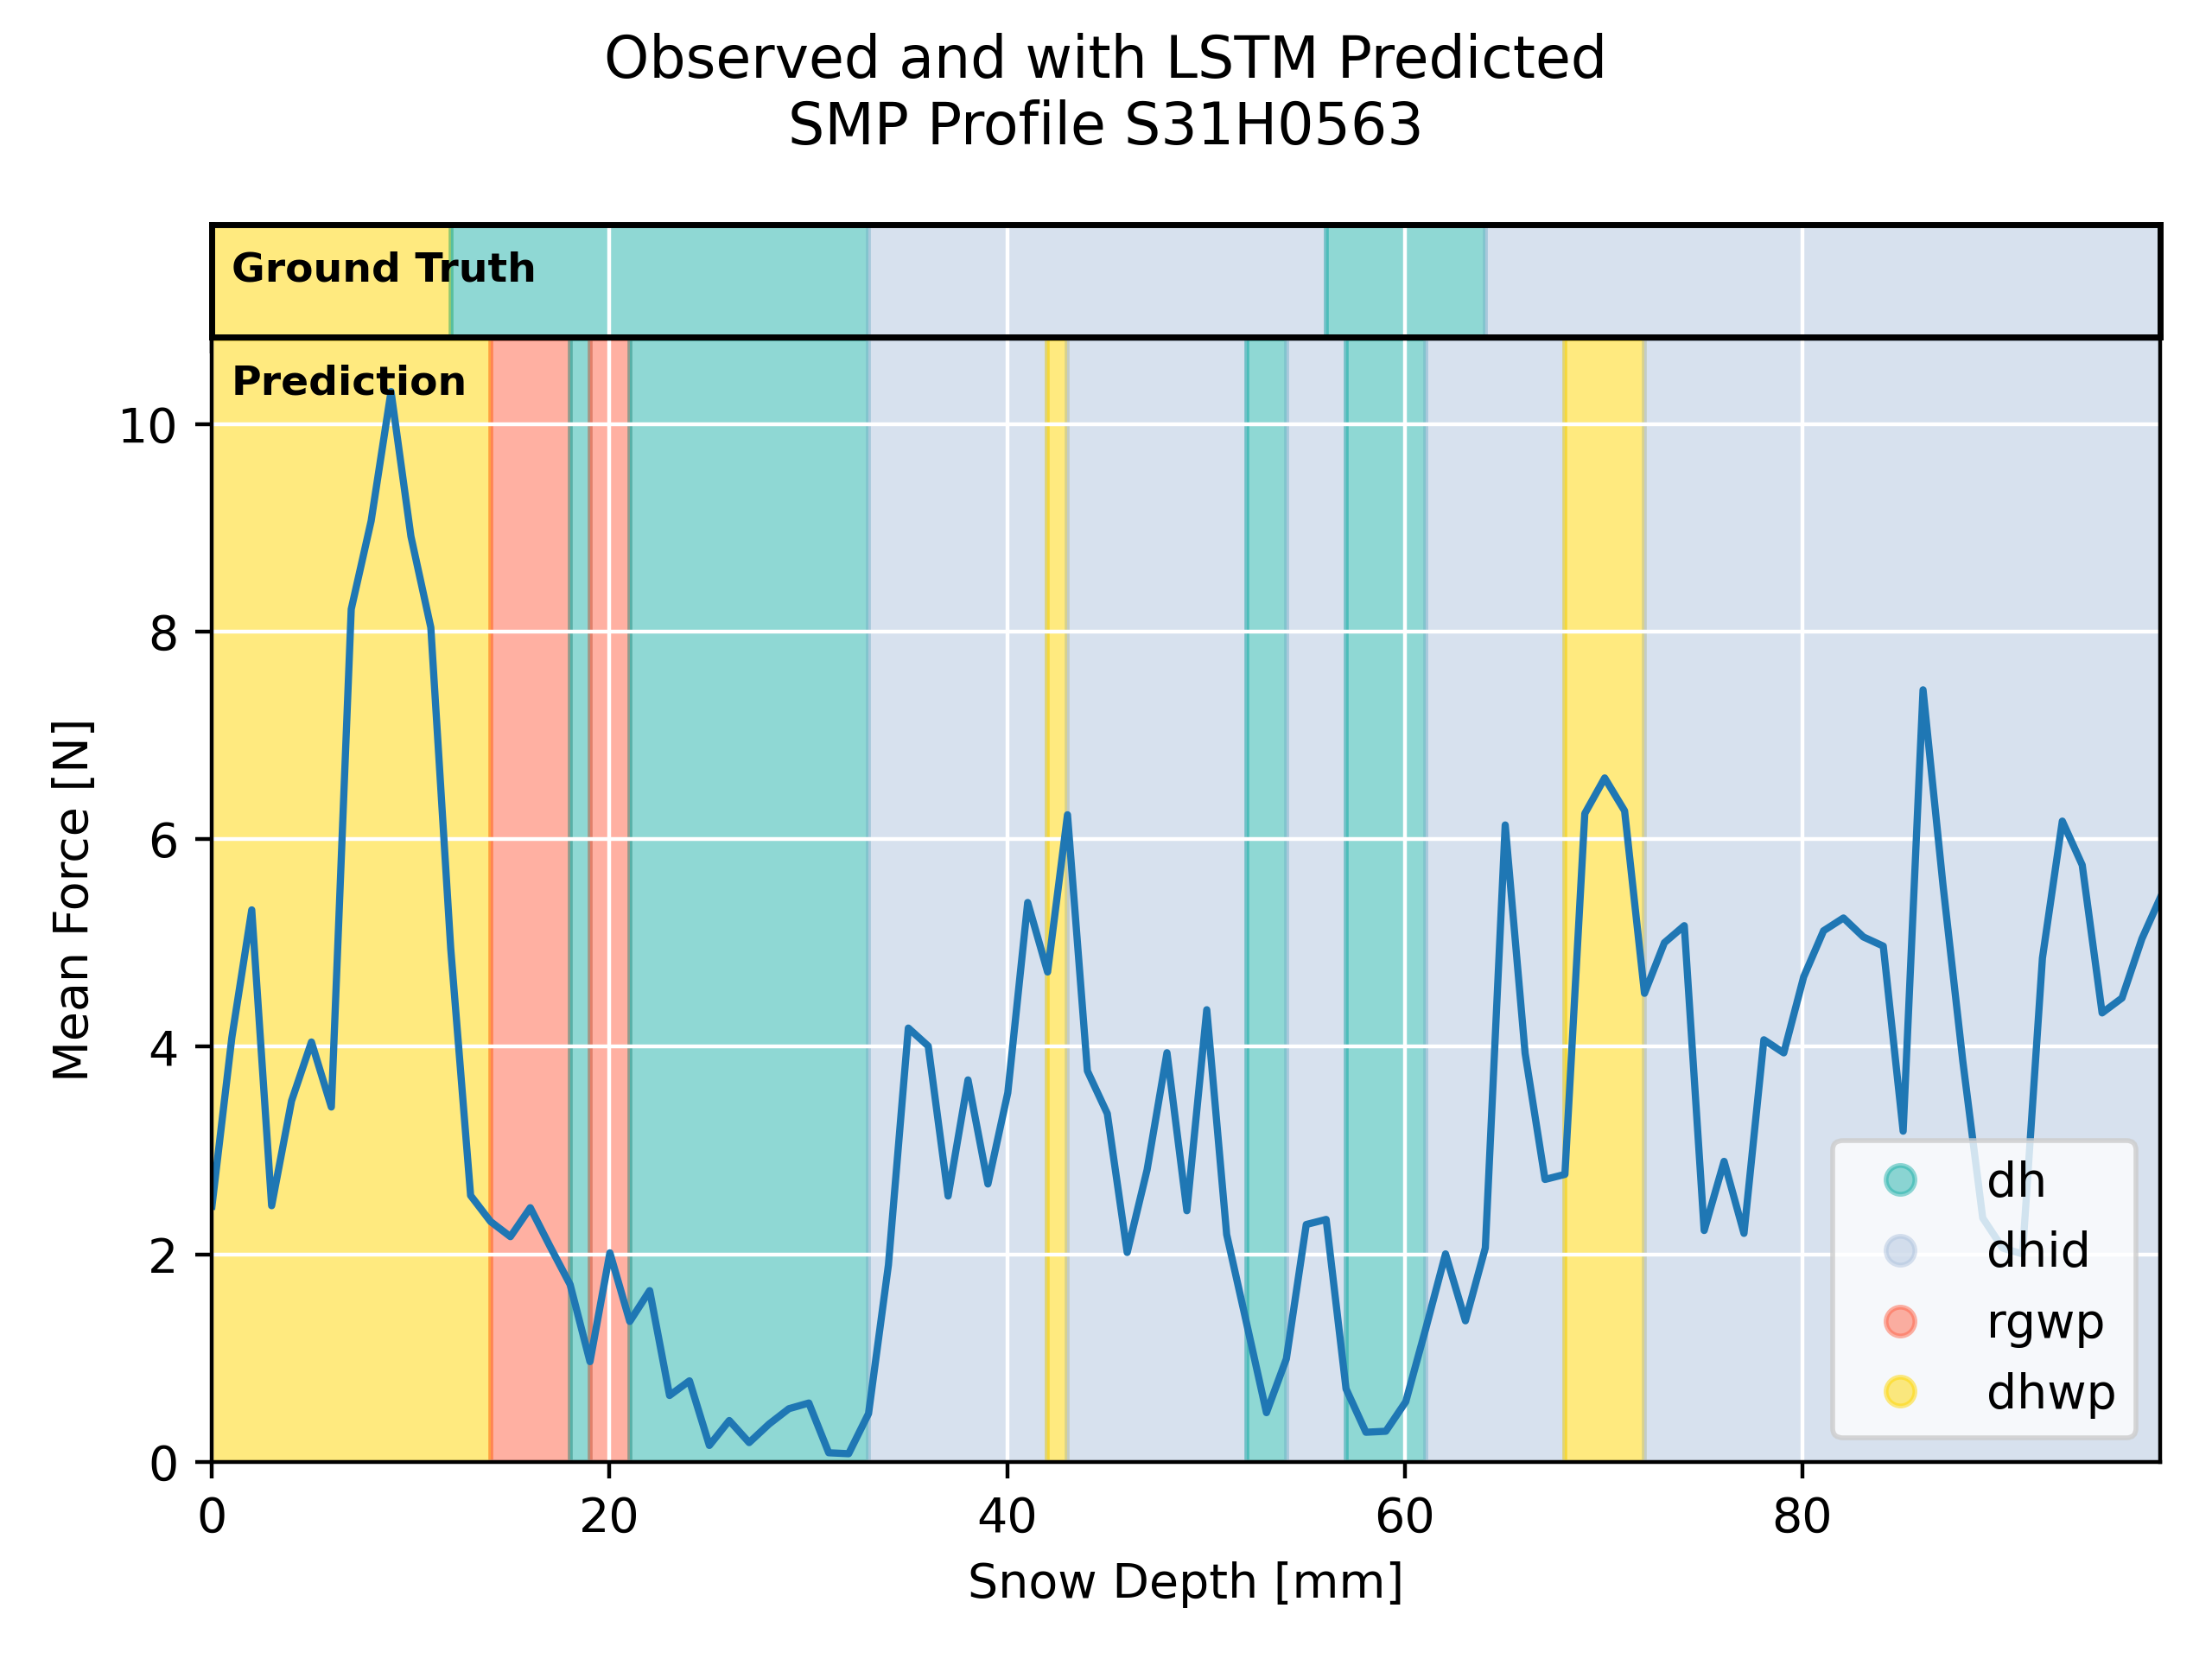 Observed and with LSTM Predicted
SMP Profile S31H0563
Ground Truth
Prediction
10
8
6
4
2
0
Mean Force [N]
dh
dhid
rgwp
dhwp
0 20 40 60 80
Snow Depth [mm]